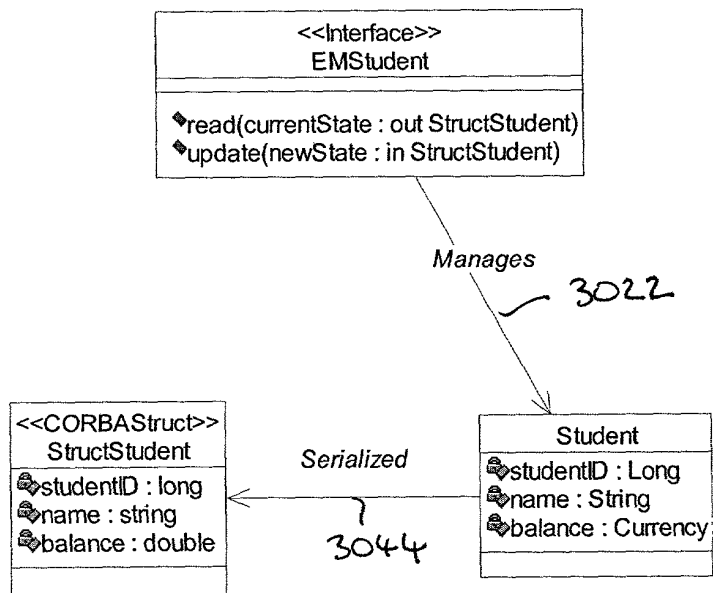 <<Interface>>
EMStudent
read(currentState : out StructStudent)
update(newState : in StructStudent)
Manages
3022
<<CORBAStruct>>
StructStudent
studentID : long
name : string
balance : double
Serialized
3044
Student
studentID : Long
name : String
balance : Currency